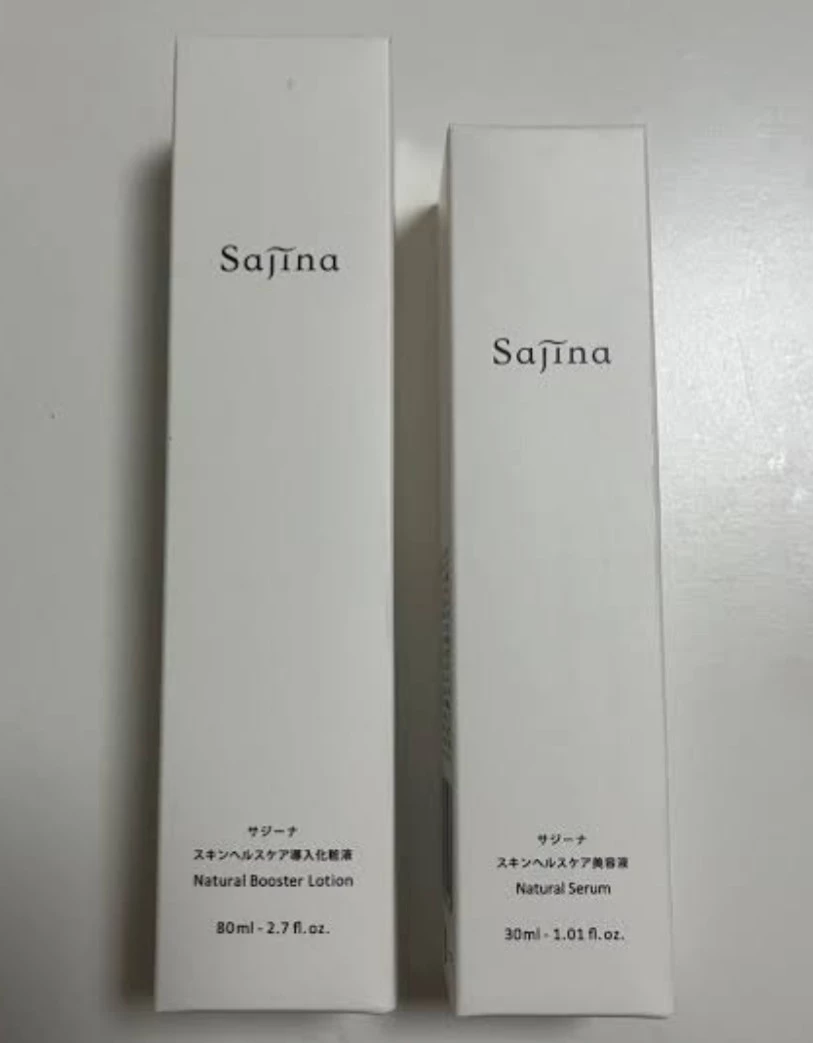 Sajina
サジーナ
スキンヘルスケア導入化粧液
Natural Booster Lotion
80ml - 2.7 fl.oz.
Sajina
サジーナ
スキンヘルスケア美容液
Natural Serum
30ml - 1.01 fl.oz.